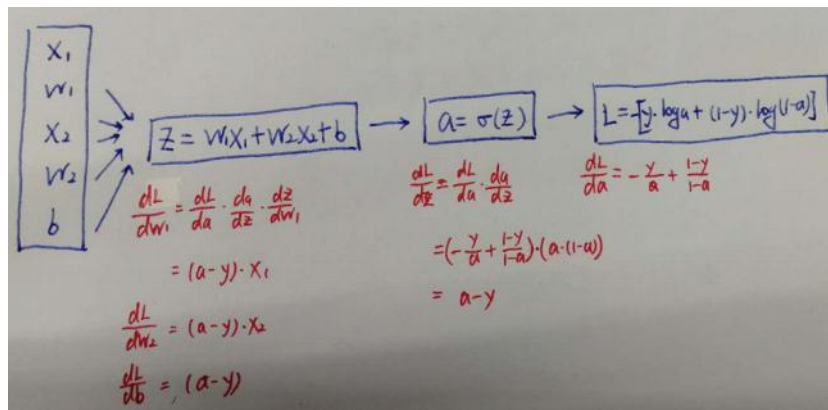 x₁
w₁
x₂
w₂
b
z = w₁x₁+w₂x₂+b
a = σ(z)
L=-[y·log a + (1-y)·log(1-a)]
dL/dw₁ = dL/da · da/dz · dz/dw₁
= (a-y)·x₁
dL/dw₂ = (a-y)·x₂
dL/db = (a-y)
dL/dz = dL/da · da/dz
=(-y/a + 1-y/1-a)·(a·(1-a))
= a-y
dL/da = -y/a + 1-y/1-a